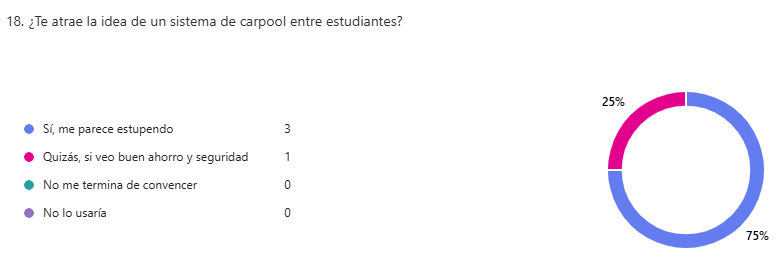 18. ¿Te atrae la idea de un sistema de carpool entre estudiantes?
Sí, me parece estupendo 3
Quizás, si veo buen ahorro y seguridad 1
No me termina de convencer 0
No lo usaría 0
25%
75%